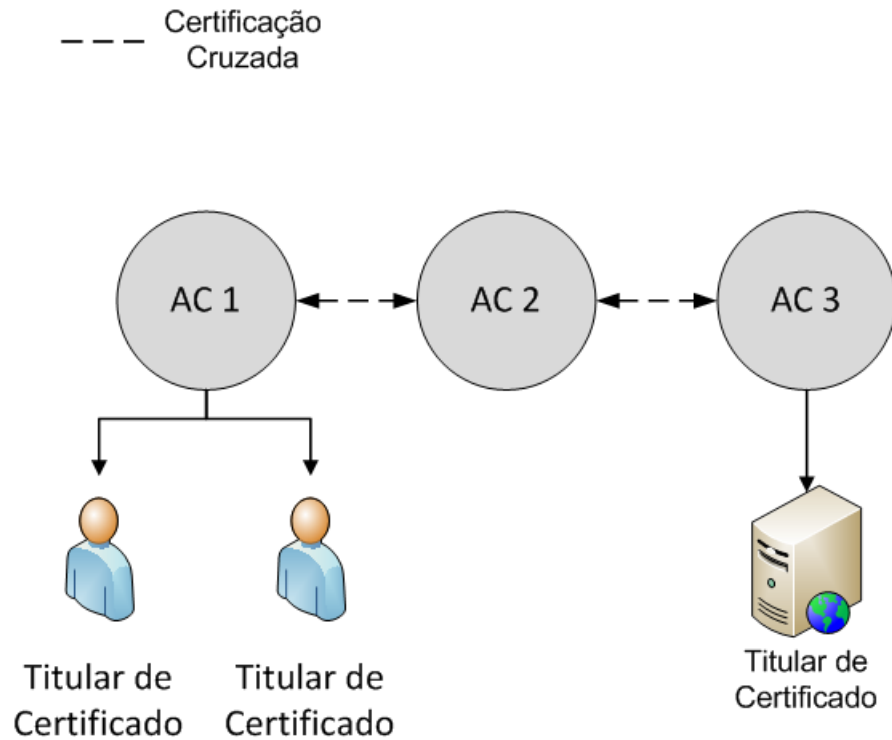 Certificação
Cruzada
AC 1
AC 2
AC 3
Titular de
Certificado
Titular de
Certificado
Titular de
Certificado